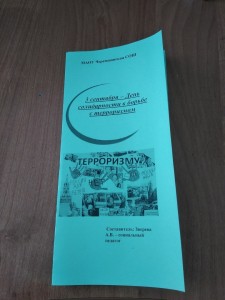 3 сентября – День
солидарности в борьбе
с терроризмом
ТЕРРОРИЗМУ
Составитель:
А.В. – социальный
педагог